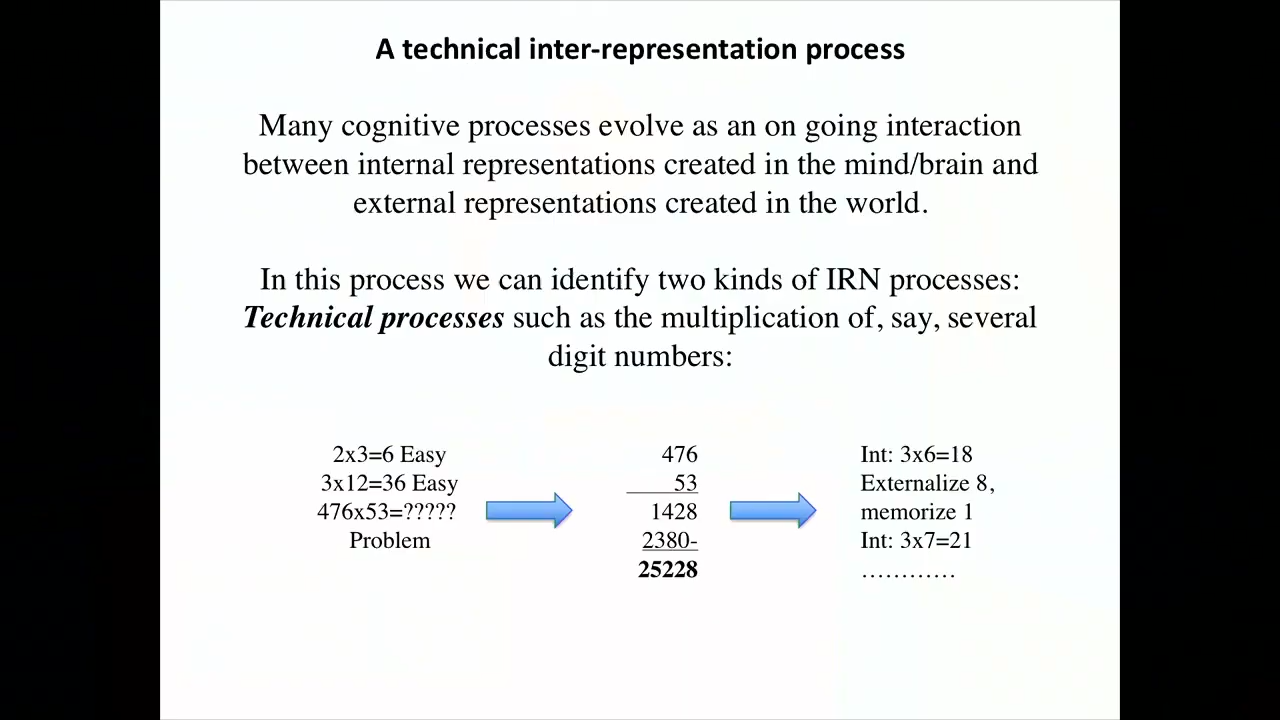 A technical inter-representation process
Many cognitive processes evolve as an on going interaction
between internal representations created in the mind/brain and
external representations created in the world.
In this process we can identify two kinds of IRN processes:
Technical processes such as the multiplication of, say, several
digit numbers:
2x3=6 Easy
3x12=36 Easy
476x53=?????
Problem
476
53
1428
2380-
25228
Int: 3x6=18
Externalize 8,
memorize 1
Int: 3x7=21
…………